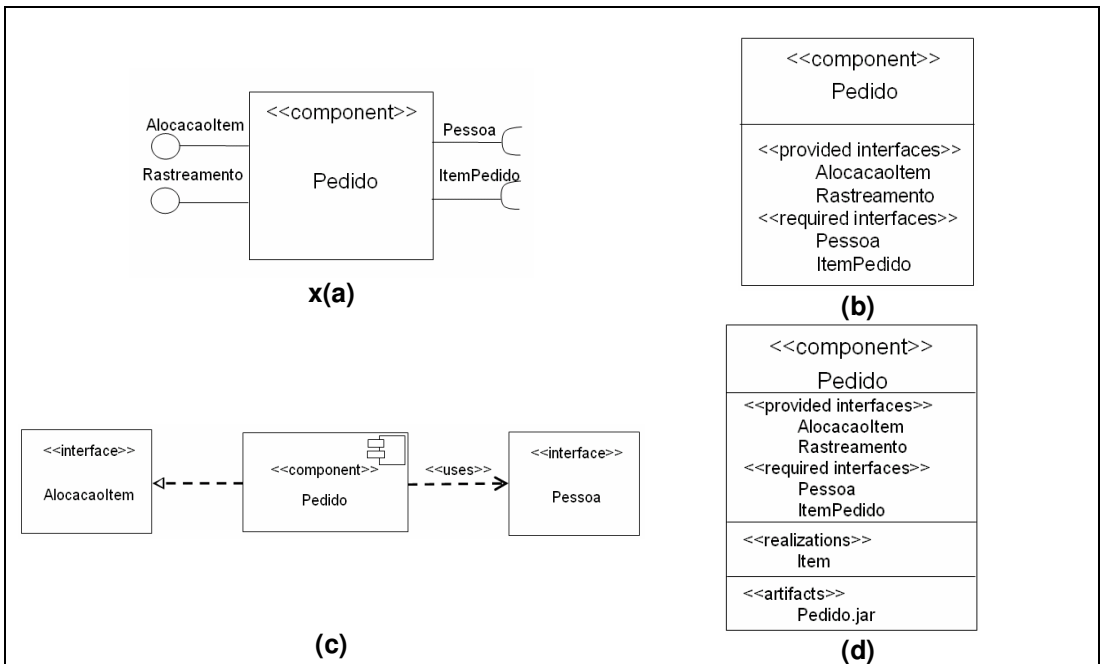 <<component>>
Pedido
AlocacaoItem
Rastreamento
Pessoa
ItemPedido
x(a)
<<component>>
Pedido
<<provided interfaces>>
AlocacaoItem
Rastreamento
<<required interfaces>>
Pessoa
ItemPedido
(b)
<<interface>>
AlocacaoItem
<<component>>
Pedido
<<uses>>
<<interface>>
Pessoa
(c)
<<component>>
Pedido
<<provided interfaces>>
AlocacaoItem
Rastreamento
<<required interfaces>>
Pessoa
ItemPedido
<<realizations>>
Item
<<artifacts>>
Pedido.jar
(d)